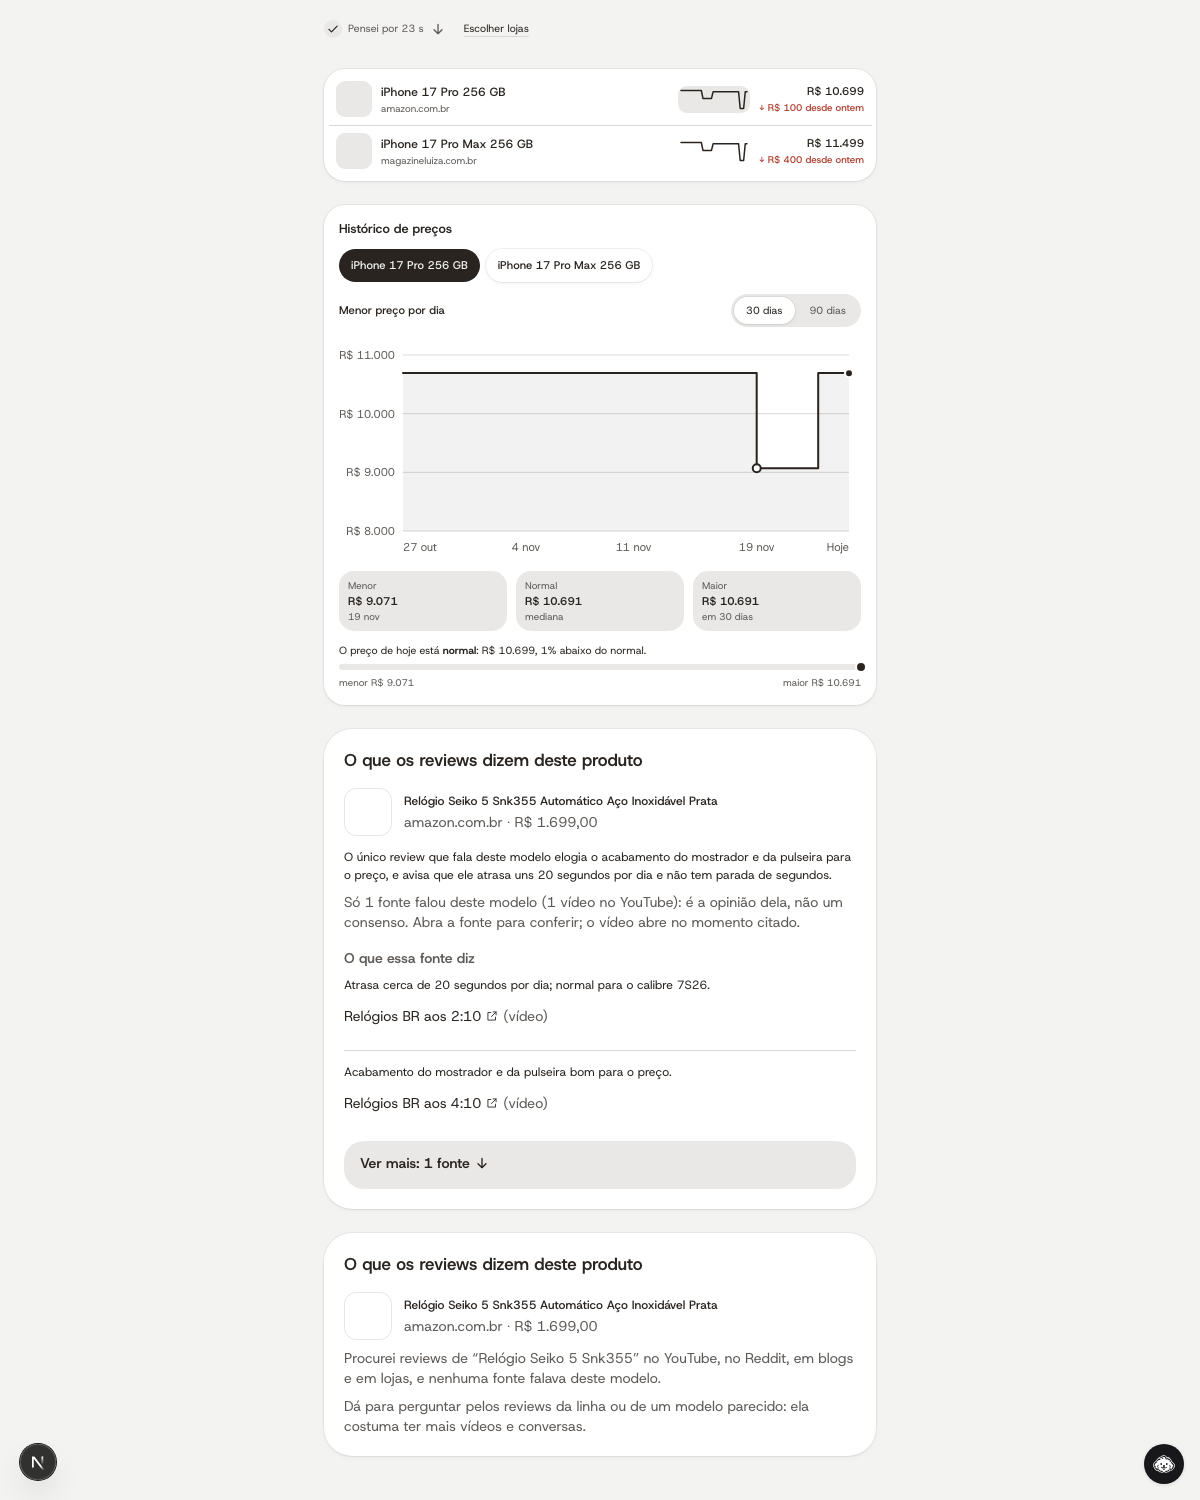 Pensei por 23 s
Escolher lojas
iPhone 17 Pro 256 GB
amazon.com.br
R$ 10.699
↓ R$ 100 desde ontem
iPhone 17 Pro Max 256 GB
magazineluiza.com.br
R$ 11.499
↓ R$ 400 desde ontem
Histórico de preços
iPhone 17 Pro 256 GB
iPhone 17 Pro Max 256 GB
Menor preço por dia
30 dias
90 dias
R$ 11.000
R$ 10.000
R$ 9.000
R$ 8.000
27 out
4 nov
11 nov
19 nov
Hoje
Menor
R$ 9.071
19 nov
Normal
R$ 10.691
mediana
Maior
R$ 10.691
em 30 dias
O preço de hoje está normal: R$ 10.699, 1% abaixo do normal.
menor R$ 9.071
maior R$ 10.691
O que os reviews dizem deste produto
Relógio Seiko 5 Snk355 Automático Aço Inoxidável Prata
amazon.com.br · R$ 1.699,00
O único review que fala deste modelo elogia o acabamento do mostrador e da pulseira para
o preço, e avisa que ele atrasa uns 20 segundos por dia e não tem parada de segundos.
Só 1 fonte falou deste modelo (1 vídeo no YouTube): é a opinião dela, não um
consenso. Abra a fonte para conferir; o vídeo abre no momento citado.
O que essa fonte diz
Atrasa cerca de 20 segundos por dia; normal para o calibre 7S26.
Relógios BR aos 2:10 (vídeo)
Acabamento do mostrador e da pulseira bom para o preço.
Relógios BR aos 4:10 (vídeo)
Ver mais: 1 fonte ↓
O que os reviews dizem deste produto
Relógio Seiko 5 Snk355 Automático Aço Inoxidável Prata
amazon.com.br · R$ 1.699,00
Procurei reviews de “Relógio Seiko 5 Snk355” no YouTube, no Reddit, em blogs
e em lojas, e nenhuma fonte falava deste modelo.
Dá para perguntar pelos reviews da linha ou de um modelo parecido: ela
costuma ter mais vídeos e conversas.
N